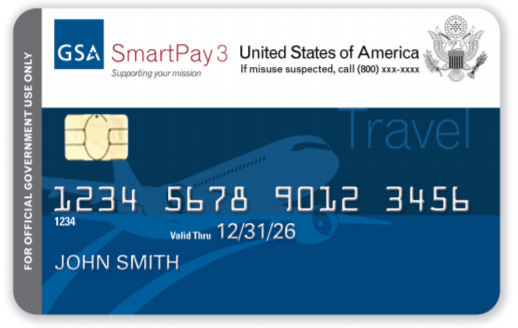 FOR OFFICIAL GOVERNMENT USE ONLY
GSA
SmartPay 3
Supporting your mission
United States of America
If misuse suspected, call (800) xxx-xxxx
Travel
1234 5678 9012 3456
1234
Valid Thru 12/31/26
JOHN SMITH